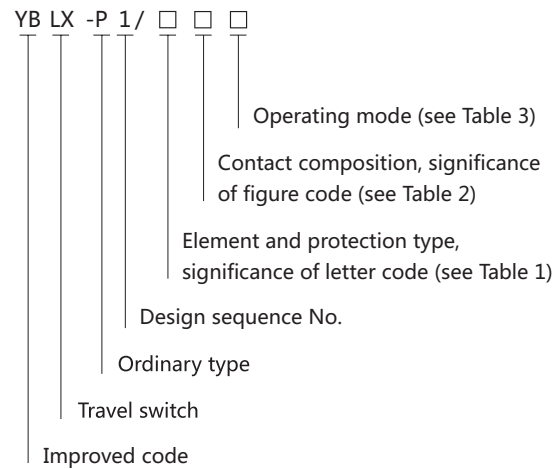 YB LX -P 1 / □ □ □
Operating mode (see Table 3)
Contact composition, significance
of figure code (see Table 2)
Element and protection type,
significance of letter code (see Table 1)
Design sequence No.
Ordinary type
Travel switch
Improved code